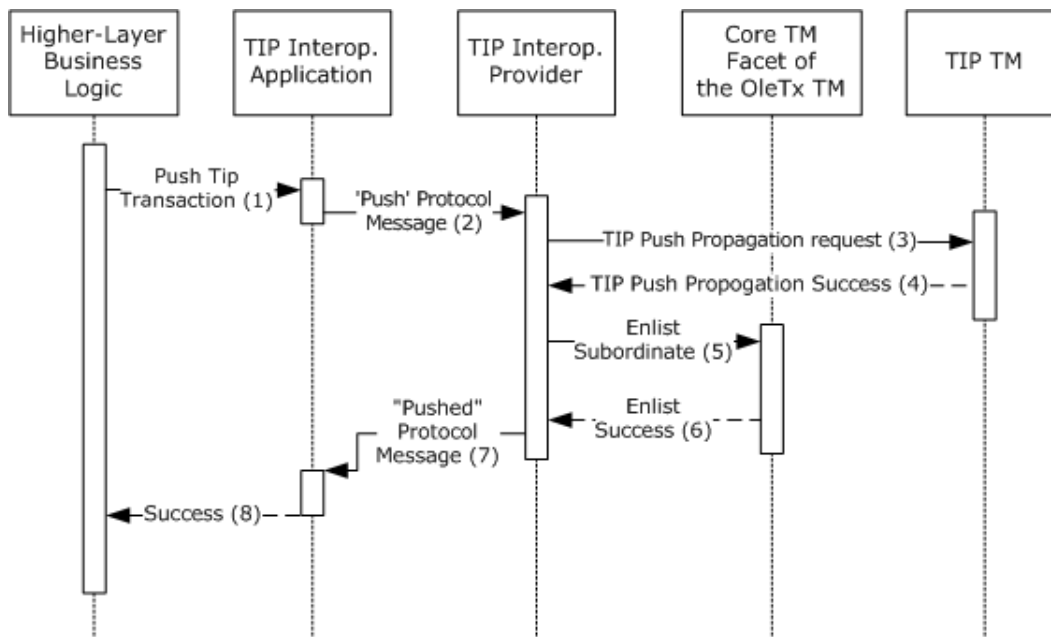 Higher-Layer
Business
Logic
TIP Interop.
Application
TIP Interop.
Provider
Core TM
Facet of
the OleTx TM
TIP TM
Push Tip
Transaction (1)
'Push' Protocol
Message (2)
TIP Push Propagation request (3)
TIP Push Propogation Success (4)
Enlist
Subordinate (5)
Enlist
Success (6)
"Pushed"
Protocol
Message (7)
Success (8)